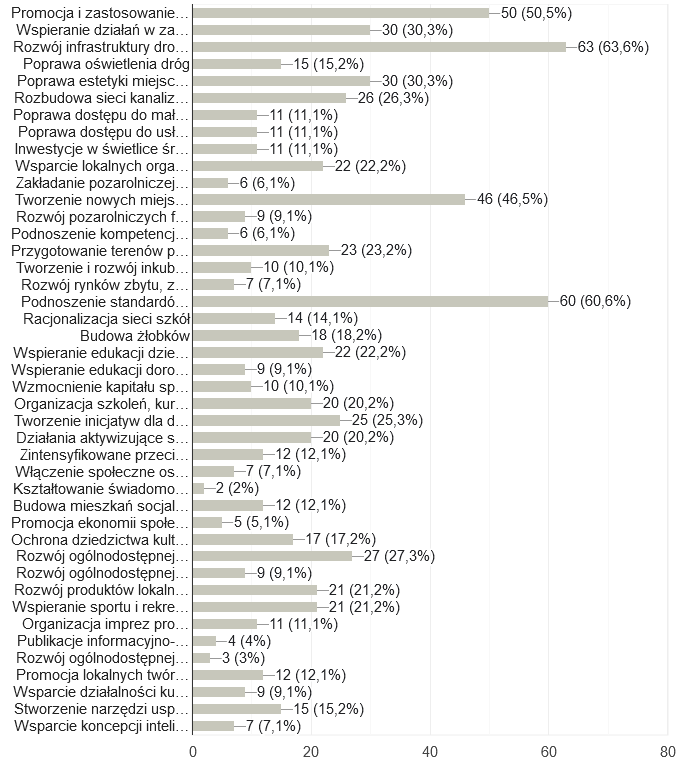 Promocja i zastosowanie… 50 (50,5%)
Wspieranie działań w za… 30 (30,3%)
Rozwój infrastruktury dro… 63 (63,6%)
Poprawa oświetlenia dróg 15 (15,2%)
Poprawa estetyki miejsc… 30 (30,3%)
Rozbudowa sieci kanaliz… 26 (26,3%)
Poprawa dostępu do mał… 11 (11,1%)
Poprawa dostępu do usł… 11 (11,1%)
Inwestycje w świetlice śr… 11 (11,1%)
Wsparcie lokalnych orga… 22 (22,2%)
Zakładanie pozarolniczej… 6 (6,1%)
Tworzenie nowych miejs… 46 (46,5%)
Rozwój pozarolniczych f… 9 (9,1%)
Podnoszenie kompetencj… 6 (6,1%)
Przygotowanie terenów p… 23 (23,2%)
Tworzenie i rozwój inkub… 10 (10,1%)
Rozwój rynków zbytu, z… 7 (7,1%)
Podnoszenie standardó… 60 (60,6%)
Racjonalizacja sieci szkół 14 (14,1%)
Budowa żłobków 18 (18,2%)
Wspieranie edukacji dzie… 22 (22,2%)
Wspieranie edukacji doro… 9 (9,1%)
Wzmocnienie kapitału sp… 10 (10,1%)
Organizacja szkoleń, kur… 20 (20,2%)
Tworzenie inicjatyw dla d… 25 (25,3%)
Działania aktywizujące s… 20 (20,2%)
Zintensyfikowane przeci… 12 (12,1%)
Włączenie społeczne os… 7 (7,1%)
Kształtowanie świadomo… 2 (2%)
Budowa mieszkań socjal… 12 (12,1%)
Promocja ekonomii społe… 5 (5,1%)
Ochrona dziedzictwa kult… 17 (17,2%)
Rozwój ogólnodostępnej… 27 (27,3%)
Rozwój ogólnodostępnej… 9 (9,1%)
Rozwój produktów lokaln… 21 (21,2%)
Wspieranie sportu i rekre… 21 (21,2%)
Organizacja imprez pro… 11 (11,1%)
Publikacje informacyjno-… 4 (4%)
Rozwój ogólnodostępnej… 3 (3%)
Promocja lokalnych twór… 12 (12,1%)
Wsparcie działalności ku… 9 (9,1%)
Stworzenie narzędzi usp… 15 (15,2%)
Wsparcie koncepcji inteli… 7 (7,1%)
0 20 40 60 80